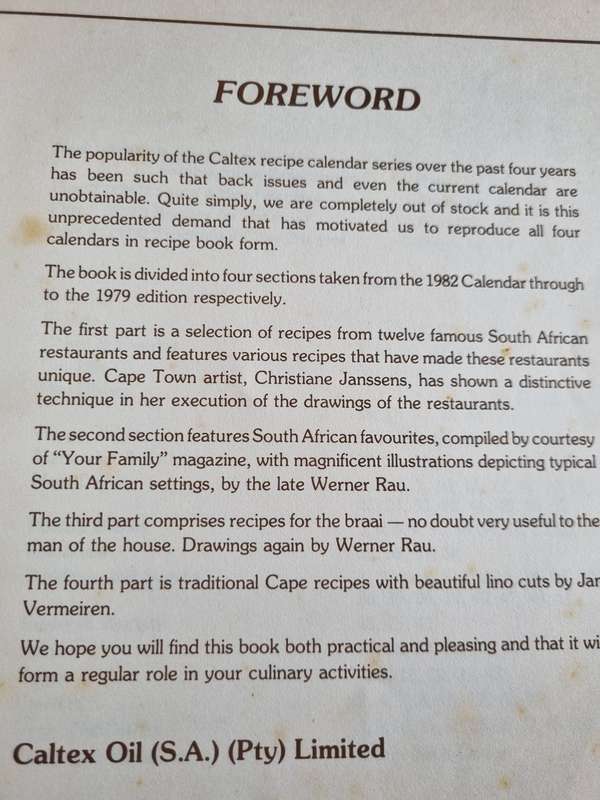 FOREWORD
The popularity of the Caltex recipe calendar series over the past four years
has been such that back issues and even the current calendar are
unobtainable. Quite simply, we are completely out of stock and it is this
unprecedented demand that has motivated us to reproduce all four
calendars in recipe book form.
The book is divided into four sections taken from the 1982 Calendar through
to the 1979 edition respectively.
The first part is a selection of recipes from twelve famous South African
restaurants and features various recipes that have made these restaurants
unique. Cape Town artist, Christiane Janssens, has shown a distinctive
technique in her execution of the drawings of the restaurants.
The second section features South African favourites, compiled by courtesy
of “Your Family” magazine, with magnificent illustrations depicting typical
South African settings, by the late Werner Rau.
The third part comprises recipes for the braai — no doubt very useful to the
man of the house. Drawings again by Werner Rau.
The fourth part is traditional Cape recipes with beautiful lino cuts by Jan
Vermeiren.
We hope you will find this book both practical and pleasing and that it wi
form a regular role in your culinary activities.
Caltex Oil (S.A.) (Pty) Limited